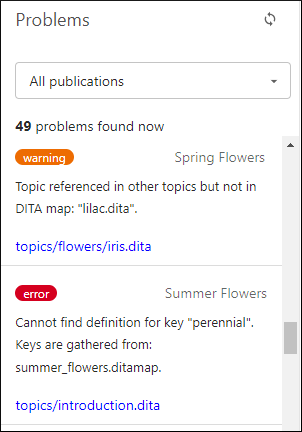 Problems
All publications
49 problems found now
warning Spring Flowers
Topic referenced in other topics but not in
DITA map: "lilac.dita".
topics/flowers/iris.dita
error Summer Flowers
Cannot find definition for key "perennial".
Keys are gathered from:
summer_flowers.ditamap.
topics/introduction.dita